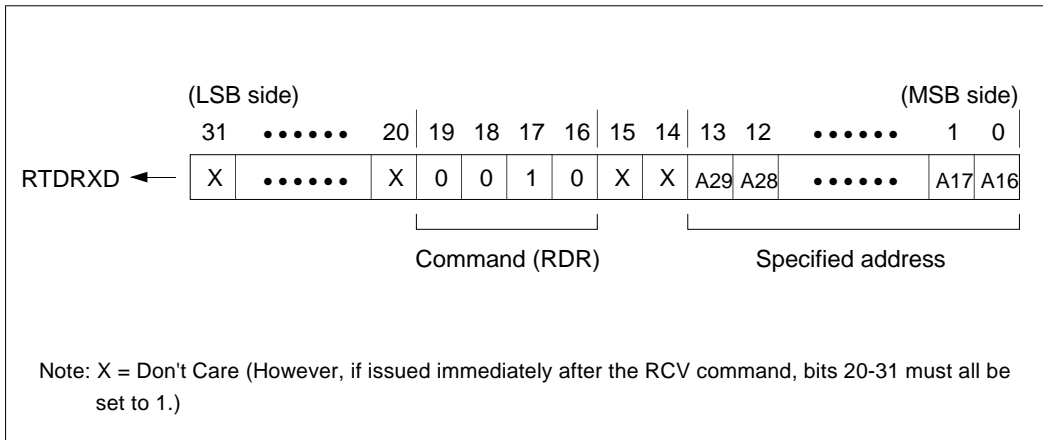 (LSB side) (MSB side)
31 •••••• 20 19 18 17 16 15 14 13 12 •••••• 1 0
RTDRXD X •••••• X 0 0 1 0 X X A29 A28 •••••• A17 A16
Command (RDR) Specified address
Note: X = Don't Care (However, if issued immediately after the RCV command, bits 20-31 must all be
set to 1.)